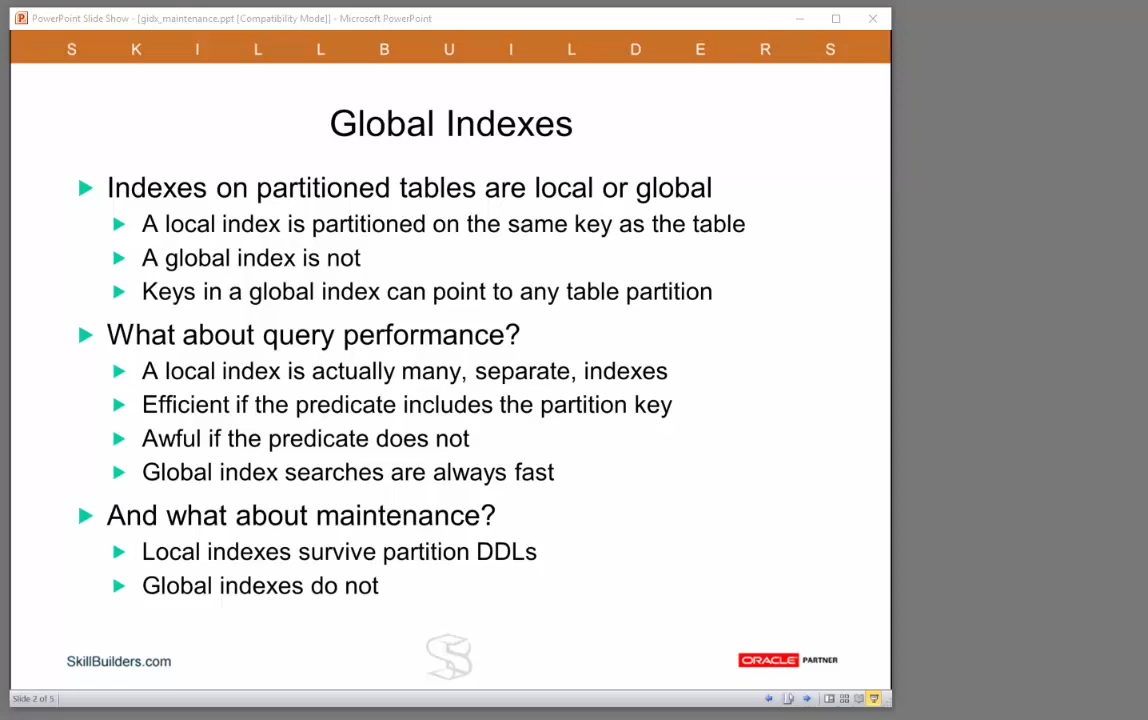 PowerPoint Slide Show - [gidx_maintenance.ppt [Compatibility Mode]] - Microsoft PowerPoint
S K I L L B U I L D E R S
Global Indexes
Indexes on partitioned tables are local or global
A local index is partitioned on the same key as the table
A global index is not
Keys in a global index can point to any table partition
What about query performance?
A local index is actually many, separate, indexes
Efficient if the predicate includes the partition key
Awful if the predicate does not
Global index searches are always fast
And what about maintenance?
Local indexes survive partition DDLs
Global indexes do not
SkillBuilders.com
ORACLE PARTNER
Slide 2 of 5